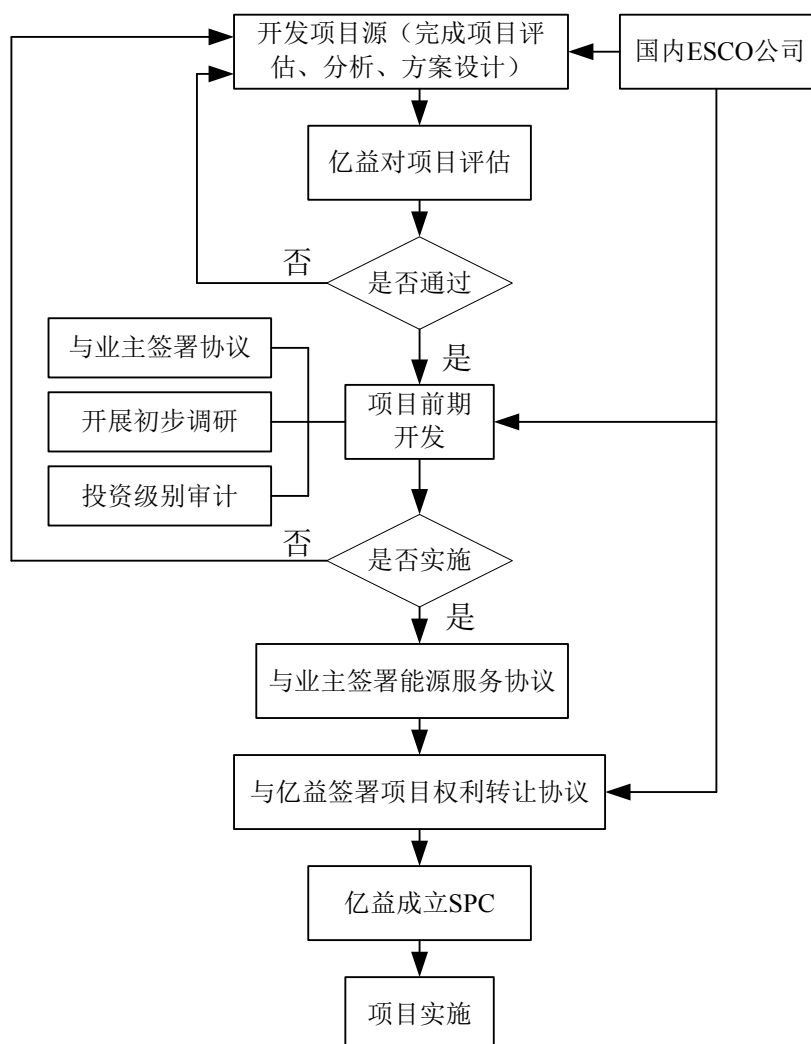 开发项目源（完成项目评
估、分析、方案设计）
国内ESCO公司
亿益对项目评估
否
是否通过
是
与业主签署协议
开展初步调研
投资级别审计
项目前期
开发
否
是否实施
是
与业主签署能源服务协议
与亿益签署项目权利转让协议
亿益成立SPC
项目实施